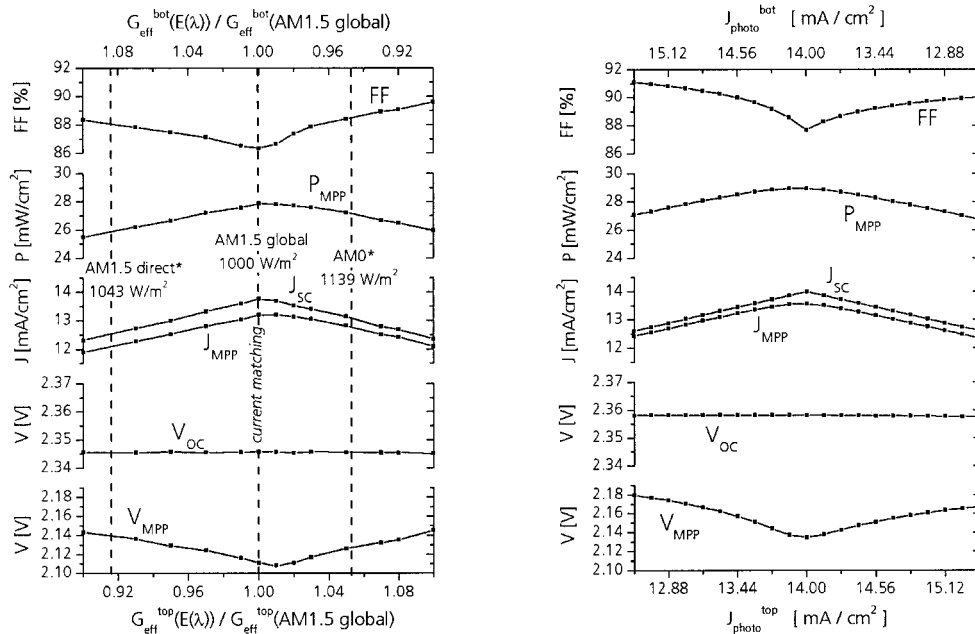 G_eff^bot(E(λ)) / G_eff^bot(AM1.5 global)
1.08 1.04 1.00 0.96 0.92
FF [%]
92
90
88
86
FF
P [mW/cm²]
30
28
26
24
P_MPP
AM1.5 direct*
1043 W/m²
AM1.5 global
1000 W/m²
AM0*
1139 W/m²
J [mA/cm²]
14
13
12
J_SC
J_MPP
current matching
V [V]
2.37
2.36
2.35
2.34
V_OC
V [V]
2.18
2.16
2.14
2.12
2.10
V_MPP
0.92 0.96 1.00 1.04 1.08
G_eff^top(E(λ)) / G_eff^top(AM1.5 global)
J_photo^bot [ mA / cm² ]
15.12 14.56 14.00 13.44 12.88
FF [%]
92
90
88
86
FF
P [mW/cm²]
30
28
26
24
P_MPP
J [mA/cm²]
14
13
12
J_SC
J_MPP
V [V]
2.37
2.36
2.35
2.34
V_OC
V [V]
2.18
2.16
2.14
2.12
2.10
V_MPP
12.88 13.44 14.00 14.56 15.12
J_photo^top [ mA / cm² ]